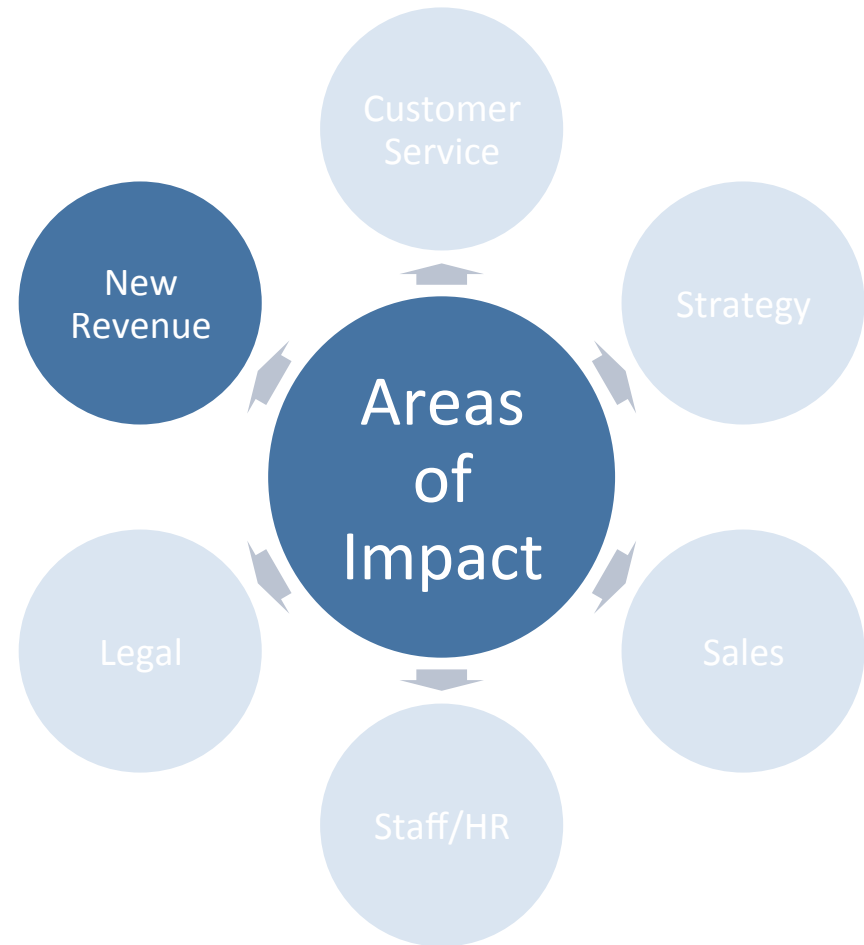 Customer
Service
New
Revenue
Strategy
Areas
of
Impact
Legal
Sales
Staff/HR